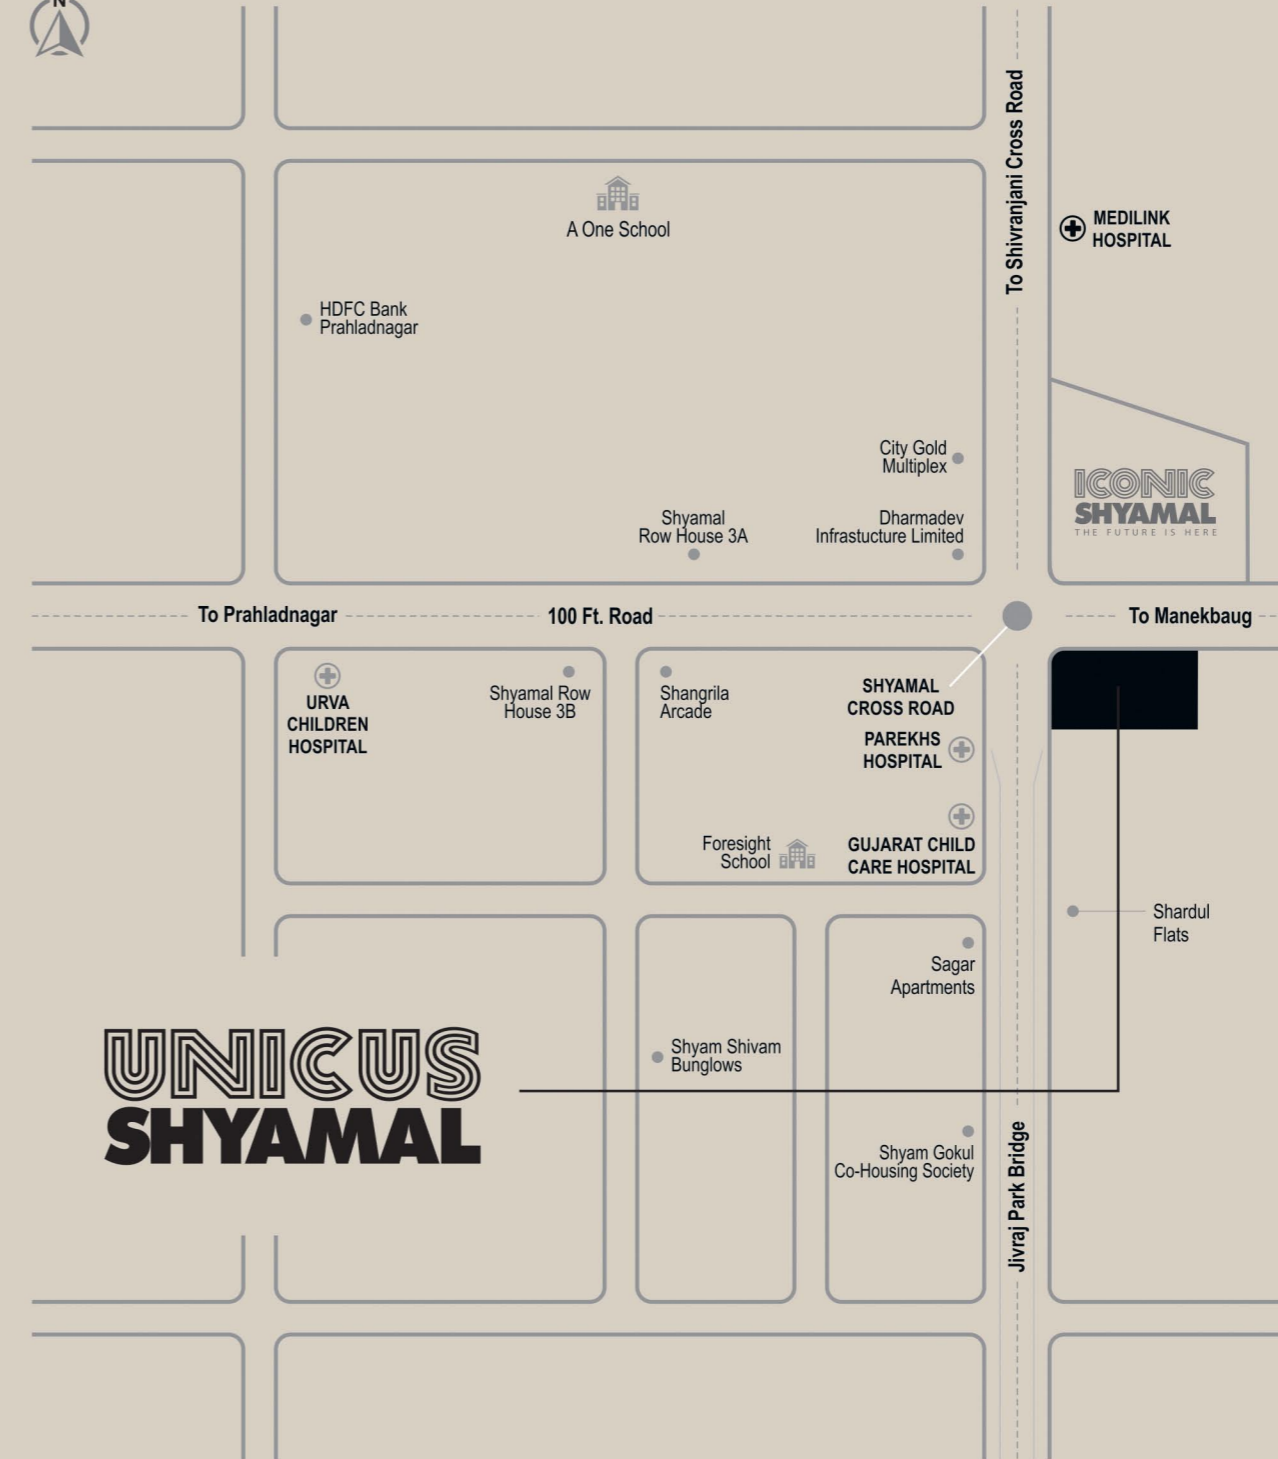 N
To Shivranjani Cross Road
A One School
MEDILINK
HOSPITAL
HDFC Bank
Prahladnagar
City Gold
Multiplex
ICONIC
SHYAMAL
THE FUTURE IS HERE
Shyamal
Row House 3A
Dharmadev
Infrastucture Limited
To Prahladnagar
100 Ft. Road
To Manekbaug
URVA
CHILDREN
HOSPITAL
Shyamal Row
House 3B
Shangrila
Arcade
SHYAMAL
CROSS ROAD
PAREKHS
HOSPITAL
Foresight
School
GUJARAT CHILD
CARE HOSPITAL
Shardul
Flats
Sagar
Apartments
UNICUS
SHYAMAL
Shyam Shivam
Bunglows
Shyam Gokul
Co-Housing Society
Jivraj Park Bridge